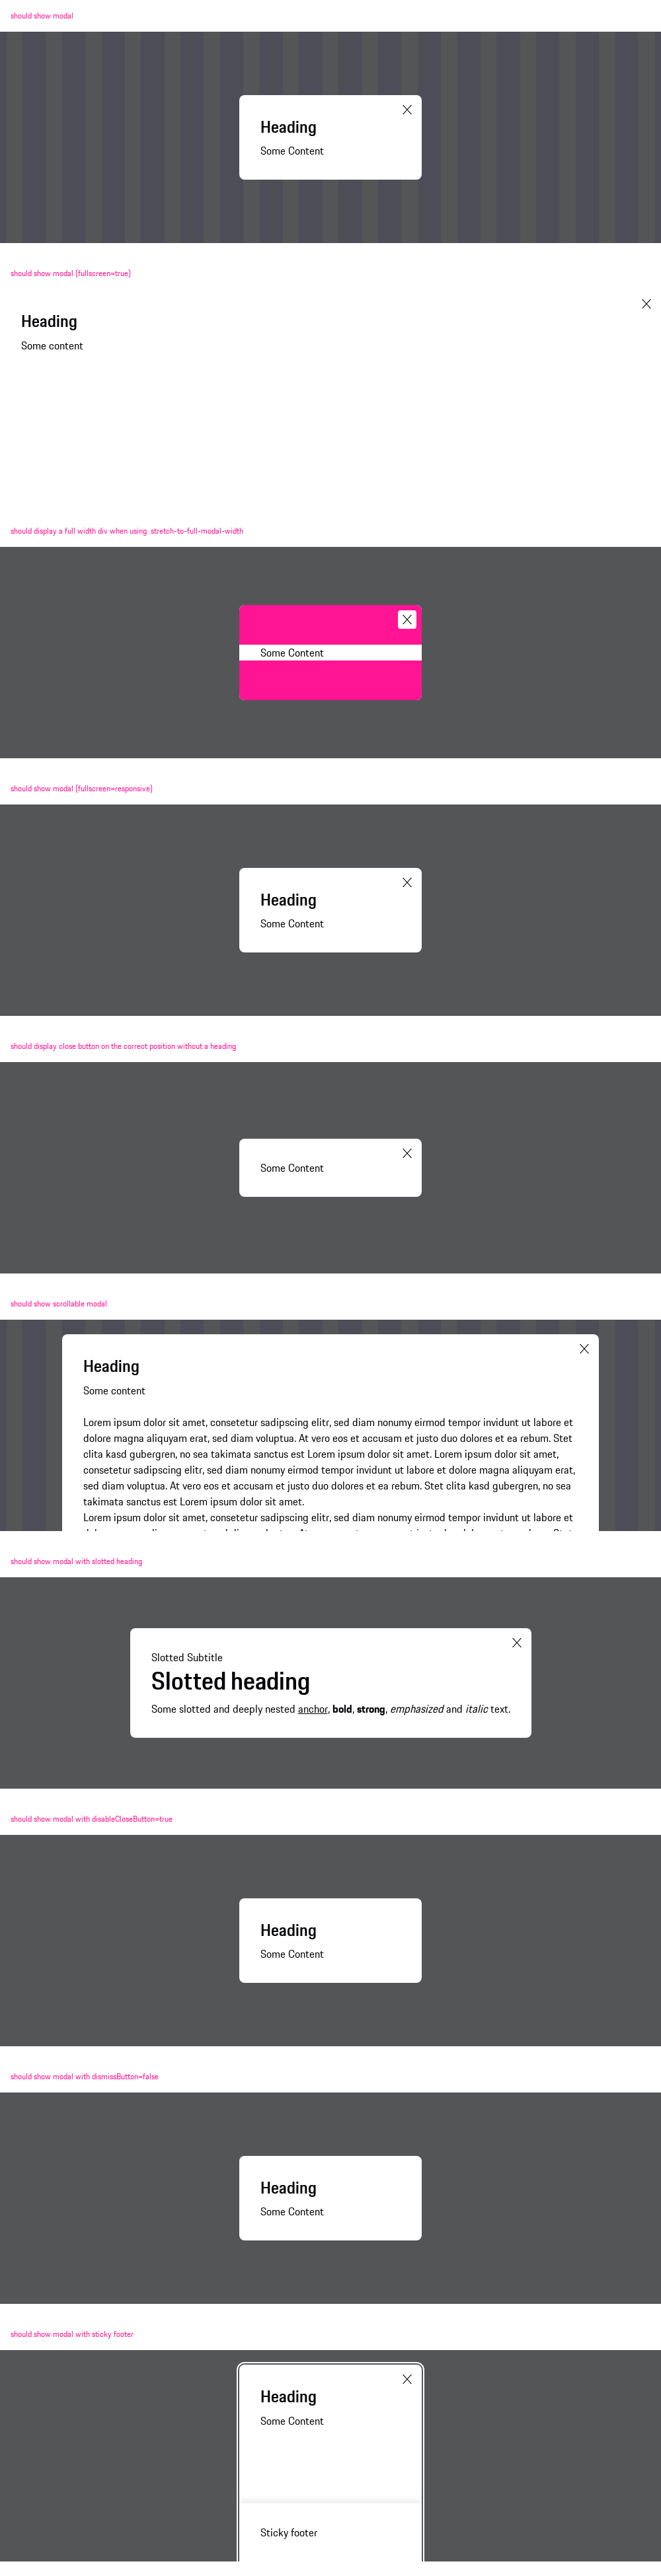 should show modal
Heading
Some Content
should show modal (fullscreen=true)
Heading
Some content
should display a full width div when using .stretch-to-full-modal-width
Some Content
should show modal (fullscreen=responsive)
Heading
Some Content
should display close button on the correct position without a heading
Some Content
should show scrollable modal
Heading
Some content
Lorem ipsum dolor sit amet, consetetur sadipscing elitr, sed diam nonumy eirmod tempor invidunt ut labore et
dolore magna aliquyam erat, sed diam voluptua. At vero eos et accusam et justo duo dolores et ea rebum. Stet
clita kasd gubergren, no sea takimata sanctus est Lorem ipsum dolor sit amet. Lorem ipsum dolor sit amet,
consetetur sadipscing elitr, sed diam nonumy eirmod tempor invidunt ut labore et dolore magna aliquyam erat,
sed diam voluptua. At vero eos et accusam et justo duo dolores et ea rebum. Stet clita kasd gubergren, no sea
takimata sanctus est Lorem ipsum dolor sit amet.
Lorem ipsum dolor sit amet, consetetur sadipscing elitr, sed diam nonumy eirmod tempor invidunt ut labore et
should show modal with slotted heading
Slotted Subtitle
Slotted heading
Some slotted and deeply nested anchor, bold, strong, emphasized and italic text.
should show modal with disableCloseButton=true
Heading
Some Content
should show modal with dismissButton=false
Heading
Some Content
should show modal with sticky footer
Heading
Some Content
Sticky footer